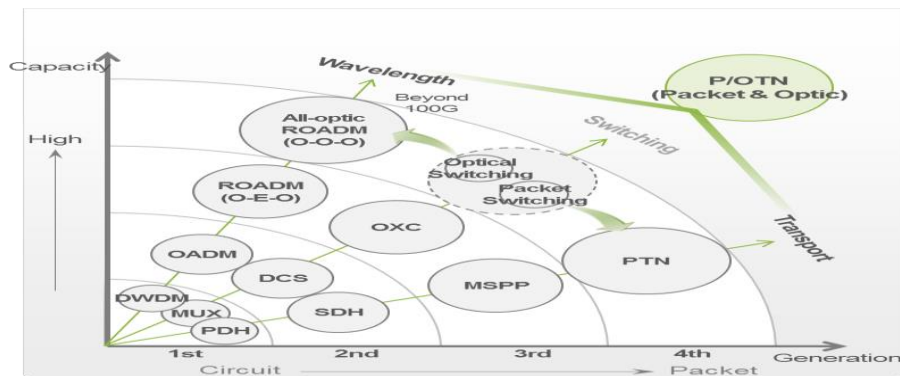 Capacity
High
Wavelength
Beyond
100G
P/OTN
(Packet & Optic)
All-optic
ROADM
(O-O-O)
Switching
Optical
Switching
Packet
Switching
ROADM
(O-E-O)
OXC
Transport
OADM
DCS
PTN
MSPP
DWDM
MUX
SDH
PDH
1st
2nd
3rd
4th
Generation
Circuit
Packet